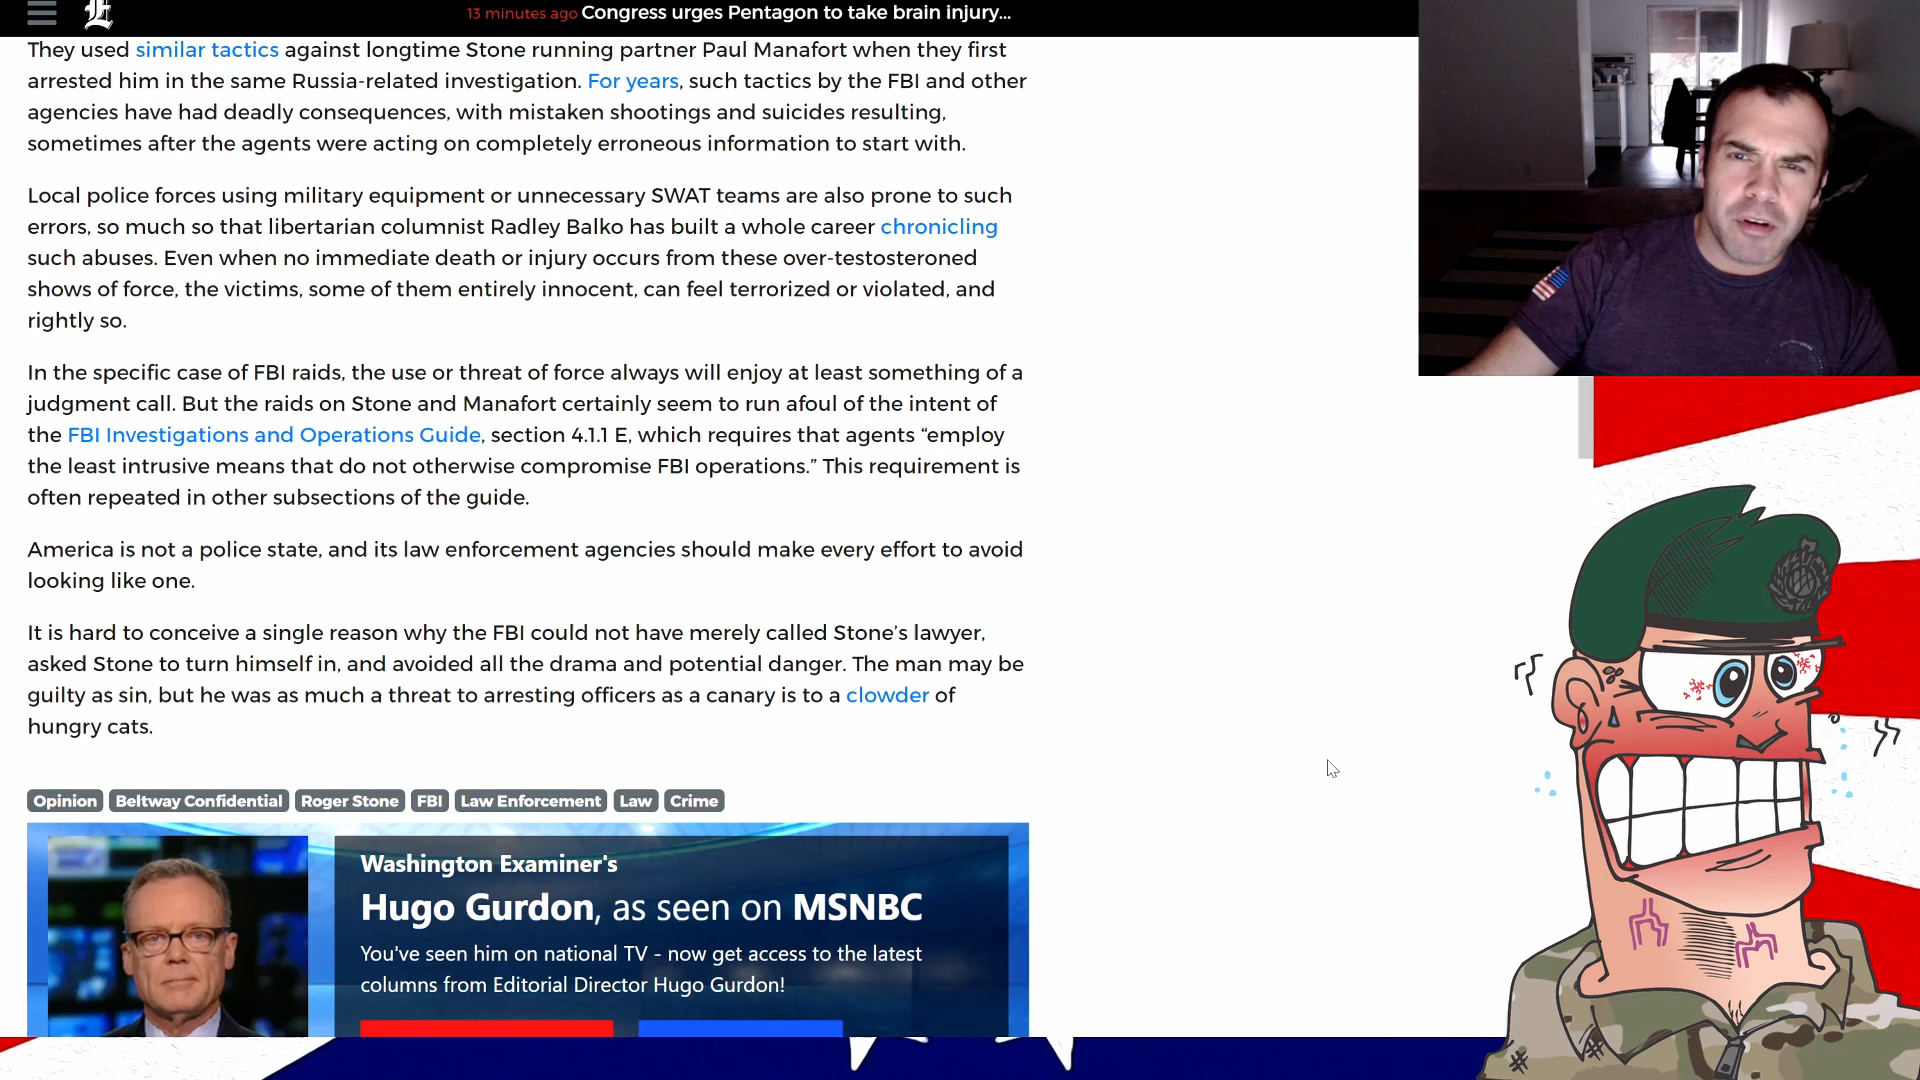 13 minutes ago Congress urges Pentagon to take brain injury...
They used similar tactics against longtime Stone running partner Paul Manafort when they first
arrested him in the same Russia-related investigation. For years, such tactics by the FBI and other
agencies have had deadly consequences, with mistaken shootings and suicides resulting,
sometimes after the agents were acting on completely erroneous information to start with.
Local police forces using military equipment or unnecessary SWAT teams are also prone to such
errors, so much so that libertarian columnist Radley Balko has built a whole career chronicling
such abuses. Even when no immediate death or injury occurs from these over-testosteroned
shows of force, the victims, some of them entirely innocent, can feel terrorized or violated, and
rightly so.
In the specific case of FBI raids, the use or threat of force always will enjoy at least something of a
judgment call. But the raids on Stone and Manafort certainly seem to run afoul of the intent of
the FBI Investigations and Operations Guide, section 4.1.1 E, which requires that agents “employ
the least intrusive means that do not otherwise compromise FBI operations.” This requirement is
often repeated in other subsections of the guide.
America is not a police state, and its law enforcement agencies should make every effort to avoid
looking like one.
It is hard to conceive a single reason why the FBI could not have merely called Stone’s lawyer,
asked Stone to turn himself in, and avoided all the drama and potential danger. The man may be
guilty as sin, but he was as much a threat to arresting officers as a canary is to a clowder of
hungry cats.
Opinion Beltway Confidential Roger Stone FBI Law Enforcement Law Crime
Washington Examiner's
Hugo Gurdon, as seen on MSNBC
You've seen him on national TV - now get access to the latest
columns from Editorial Director Hugo Gurdon!